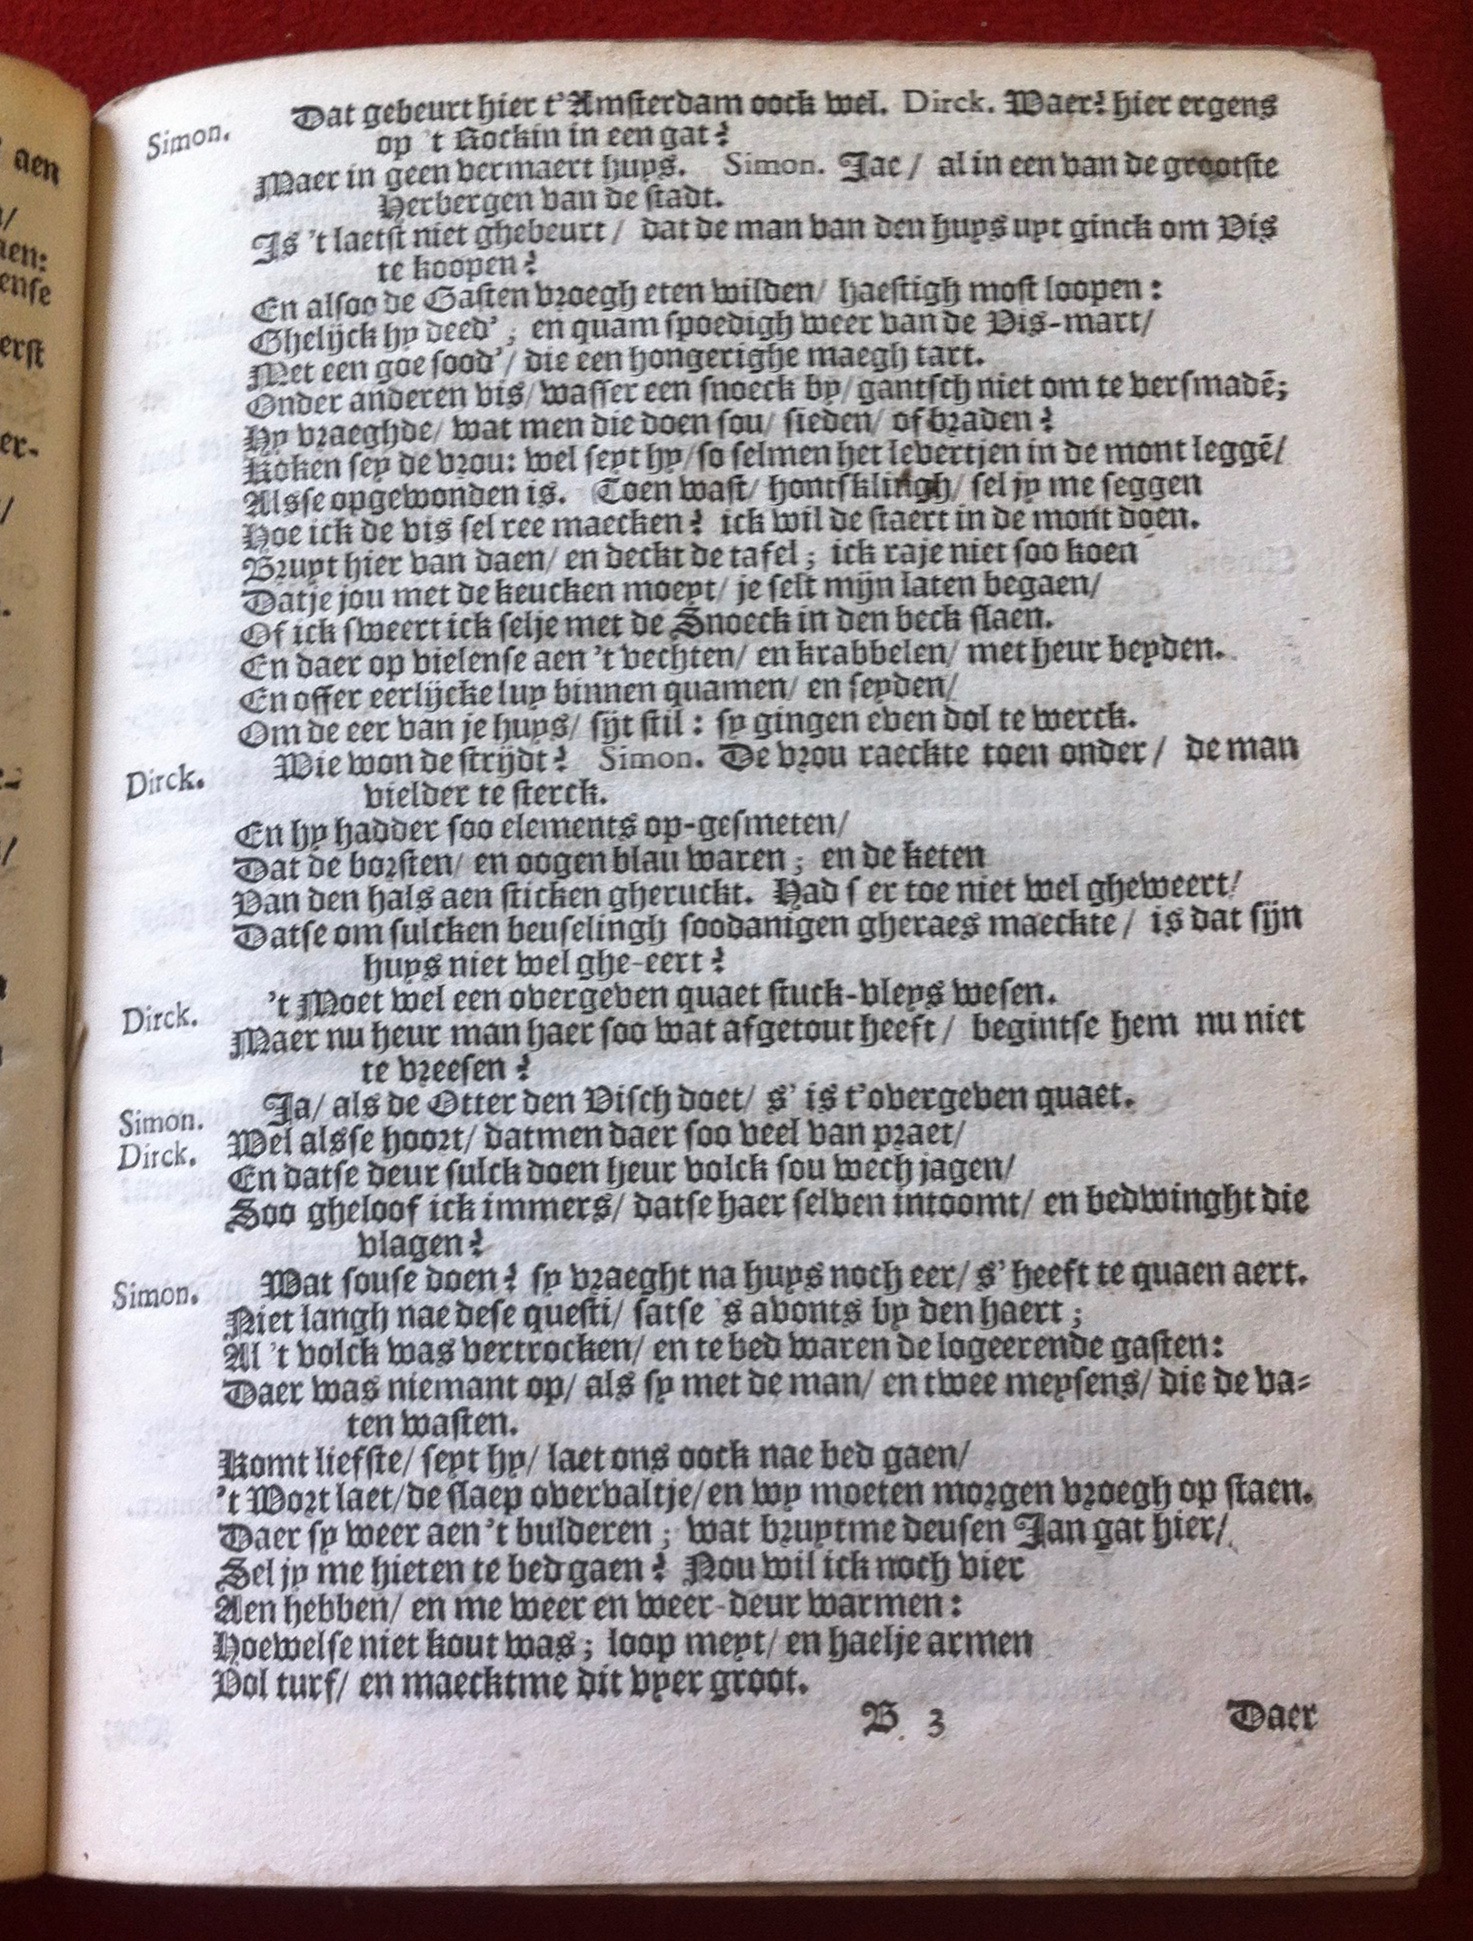 Simon. Dat gebeurt hier t'Amsterdam oock wel. Dirck. Waer? hier ergens
op 't Rockin in een gat?
Maer in geen vermaert huys. Simon. Jae / al in een van de grootste
Herbergen van de stadt.
Is 't laetst niet ghebeurt / dat de man van den huys uyt ginck om Vis
te koopen?
En alsoo de Gasten vroegh eten wilden / haestigh most loopen:
Ghelijck hy deed'; en quam spoedigh weer van de Vis-mart /
Met een goe sood' / die een hongerighe maegh tart.
Onder anderen vis / wasser een snoeck by / gantsch niet om te versmadē;
Hy vraeghde / wat men die doen sou / sieden / of braden?
Koken sey de vrou: wel seyt hy / so selmen het levertjen in de mont leggē /
Alsse opgewonden is. Toen wast / hontsklingh / sel jy me seggen
Hoe ick de vis sel ree maecken? ick wil de staert in de mont doen.
Bruyt hier van daen / en deckt de tafel; ick raje niet soo koen
Datje jou met de keucken moeyt / je selt mijn laten begaen /
Of ick sweert ick selje met de Snoeck in den beck slaen.
En daer op vielense aen 't vechten / en krabbelen / met heur beyden.
En offer eerlijcke luy binnen quamen / en seyden /
Om de eer van je huys / sijt stil: sy gingen even dol te werck.
Dirck. Wie won de strijdt? Simon. De vrou raeckte toen onder / de man
vielder te sterck.
En hy hadder soo elements op-gesmeten /
Dat de borsten / en oogen blau waren; en de keten
Van den hals aen sticken gheruckt. Had s' er toe niet wel gheweert /
Datse om sulcken beuselingh soodanigen gheraes maeckte / is dat sijn
huys niet wel ghe-eert?
Dirck. 't Moet wel een overgeven quaet stuck-vleys wesen.
Maer nu heur man haer soo wat afgetout heeft / begintse hem nu niet
te vreesen?
Simon. Ja / als de Otter den Visch doet / s' is t'overgeven quaet.
Dirck. Wel alsse hoort / datmen daer soo veel van praet /
En datse deur sulck doen heur volck sou wech jagen /
Soo gheloof ick immers / datse haer selven intoomt / en bedwinght die
vlagen?
Simon. Wat souse doen? sy vraeght na huys noch eer / s' heeft te quaen aert.
Niet langh nae dese questi / satse 's avonts by den haert;
Al 't volck was vertrocken / en te bed waren de logeerende gasten:
Daer was niemant op / als sy met de man / en twee meysens / die de va=
ten wasten.
Komt liefste / seyt hy / laet ons oock nae bed gaen /
't Wort laet / de slaep overvaltje / en wy moeten morgen vroegh op staen.
Daer sy weer aen 't bulderen; wat bruytme deusen Jan gat hier /
Sel jy me hieten te bed gaen? Nou wil ick noch vier
Aen hebben / en me weer en weer-deur warmen:
Hoewelse niet kout was; loop meyt / en haelje armen
Vol turf / en maecktme dit vyer groot.
B 3 Daer